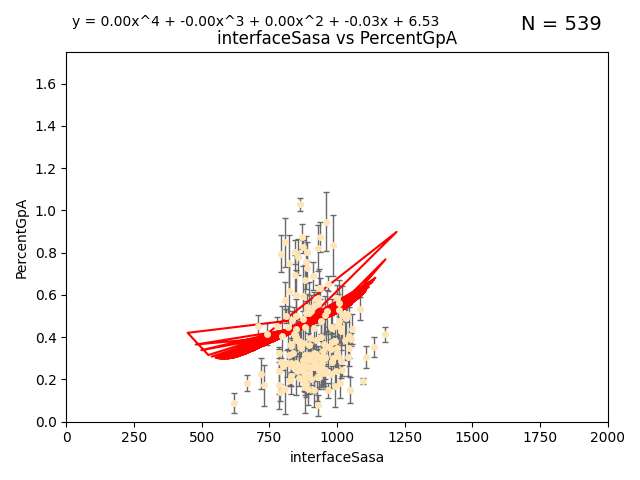 y = 0.00x^4 + -0.00x^3 + 0.00x^2 + -0.03x + 6.53
N = 539
interfaceSasa vs PercentGpA
PercentGpA
1.6
1.4
1.2
1.0
0.8
0.6
0.4
0.2
0.0
0 250 500 750 1000 1250 1500 1750 2000
interfaceSasa